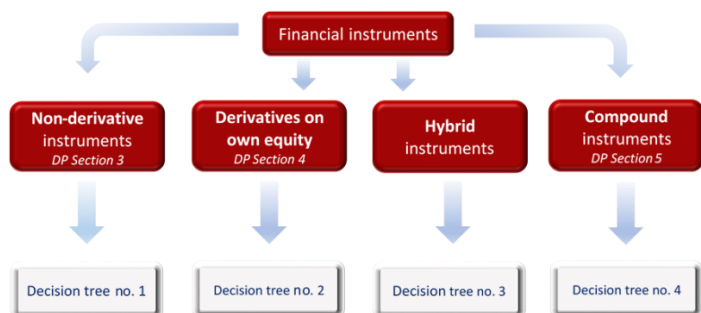 Financial instruments
Non-derivative
instruments
DP Section 3
Derivatives on
own equity
DP Section 4
Hybrid
instruments
Compound
instruments
DP Section 5
Decision tree no. 1
Decision tree no. 2
Decision tree no. 3
Decision tree no. 4